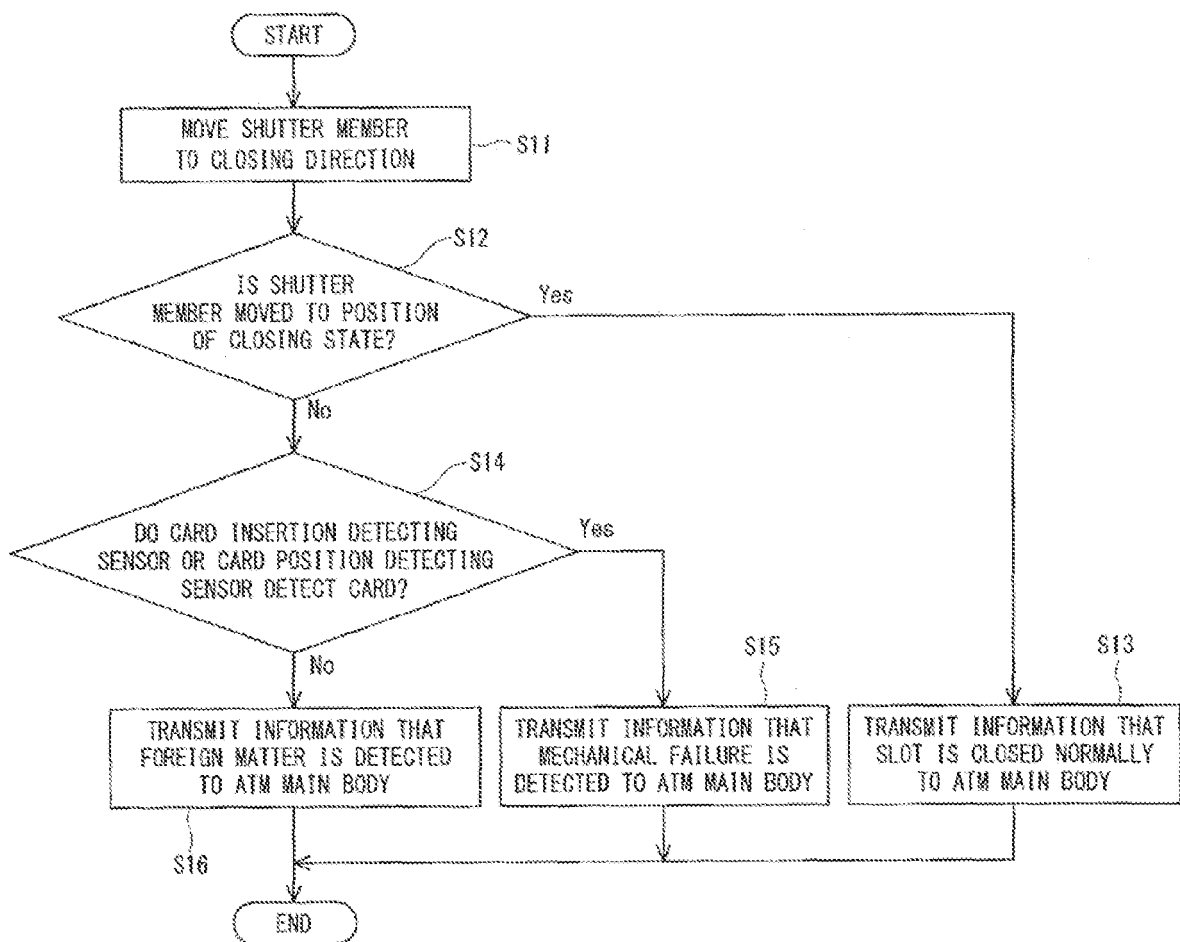 START
MOVE SHUTTER MEMBER
TO CLOSING DIRECTION
S11
S12
IS SHUTTER
MEMBER MOVED TO POSITION
OF CLOSING STATE?
Yes
No
S14
DO CARD INSERTION DETECTING
SENSOR OR CARD POSITION DETECTING
SENSOR DETECT CARD?
Yes
No
S15
S13
TRANSMIT INFORMATION THAT
FOREIGN MATTER IS DETECTED
TO ATM MAIN BODY
TRANSMIT INFORMATION THAT
MECHANICAL FAILURE IS
DETECTED TO ATM MAIN BODY
TRANSMIT INFORMATION THAT
SLOT IS CLOSED NORMALLY
TO ATM MAIN BODY
S16
END